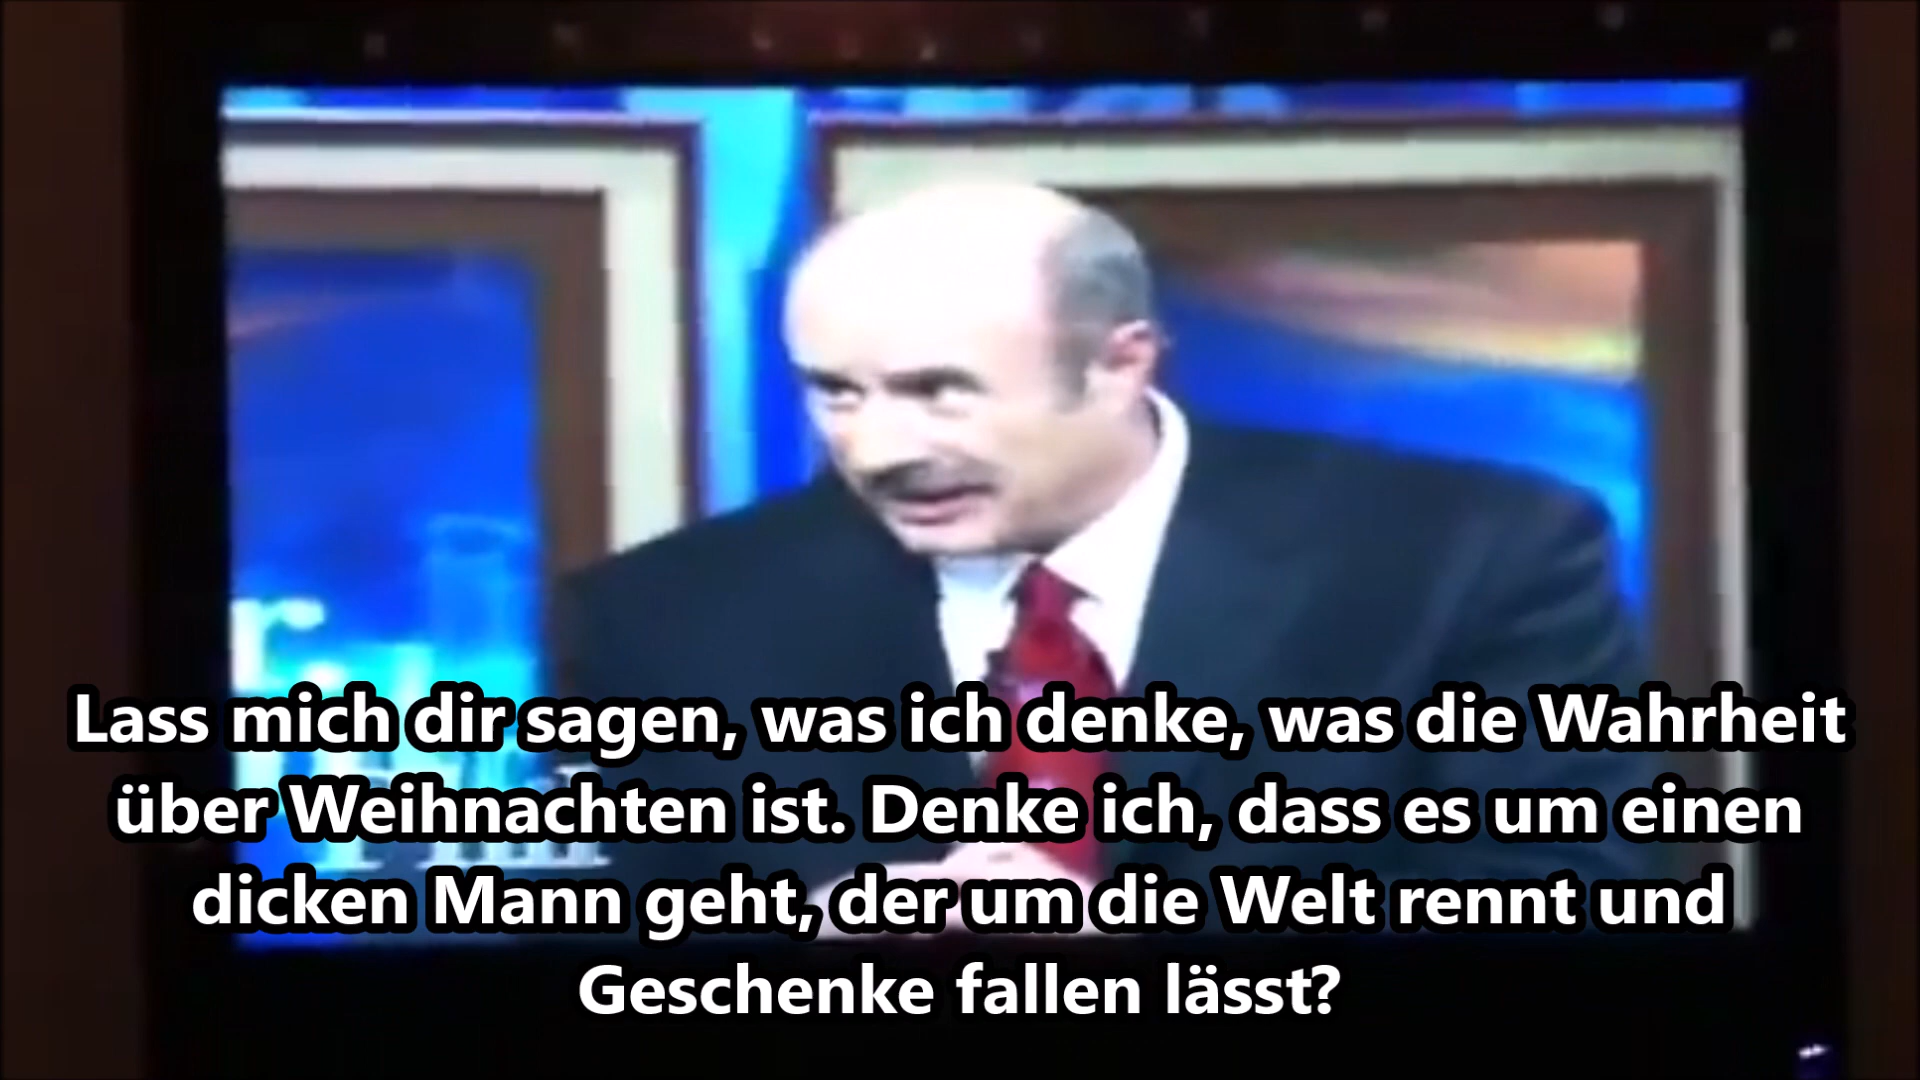 Lass mich dir sagen, was ich denke, was die Wahrheit
über Weihnachten ist. Denke ich, dass es um einen
dicken Mann geht, der um die Welt rennt und
Geschenke fallen lässt?